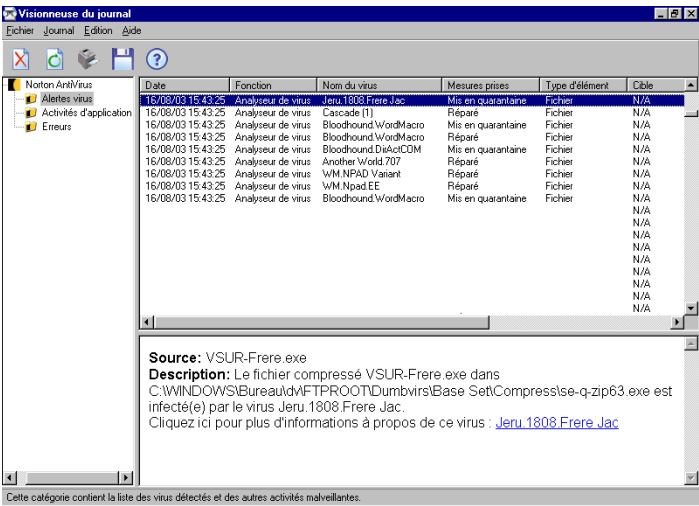 Visionneuse du journal
Fichier Journal Edition Aide
Norton AntiVirus
Alertes virus
Activités d'application
Erreurs
Date Fonction Nom du virus Mesures prises Type d'élément Cible
16/08/03 15:43:25 Analyseur de virus Jeru.1808.Frere Jac Mis en quarantaine Fichier N/A
16/08/03 15:43:25 Analyseur de virus Cascade (1) Réparé Fichier N/A
16/08/03 15:43:25 Analyseur de virus Bloodhound.WordMacro Mis en quarantaine Fichier N/A
16/08/03 15:43:25 Analyseur de virus Bloodhound.WordMacro Réparé Fichier N/A
16/08/03 15:43:25 Analyseur de virus Bloodhound.DirActCOM Mis en quarantaine Fichier N/A
16/08/03 15:43:25 Analyseur de virus Another World.707 Réparé Fichier N/A
16/08/03 15:43:25 Analyseur de virus WM.NPAD Variant Réparé Fichier N/A
16/08/03 15:43:25 Analyseur de virus WM.Npad.EE Réparé Fichier N/A
16/08/03 15:43:25 Analyseur de virus Bloodhound.WordMacro Mis en quarantaine Fichier N/A
N/A
N/A
N/A
N/A
N/A
N/A
N/A
N/A
N/A
Source: VSUR-Frere.exe
Description: Le fichier compressé VSUR-Frere.exe dans
C:\WINDOWS\Bureau\dv\FTPROOT\Dumbvirs\Base Set\Compress\se-q-zip63.exe est
infecté(e) par le virus Jeru.1808.Frere Jac.
Cliquez ici pour plus d'informations à propos de ce virus : Jeru.1808.Frere Jac
Cette catégorie contient la liste des virus détectés et des autres activités malveillantes.